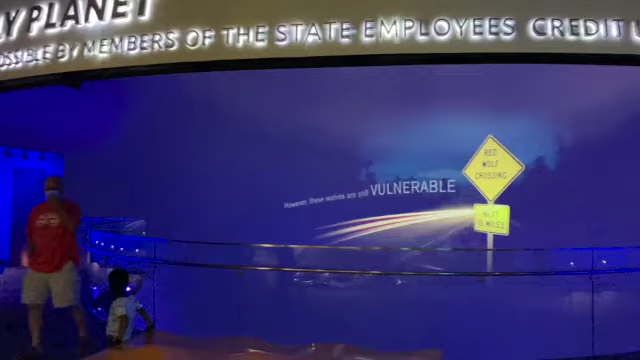 LY PLANET
OSSIBLE BY MEMBERS OF THE STATE EMPLOYEES CREDIT U
However, these wolves are still VULNERABLE
RED
WOLF
CROSSING
NEXT
10 MILES